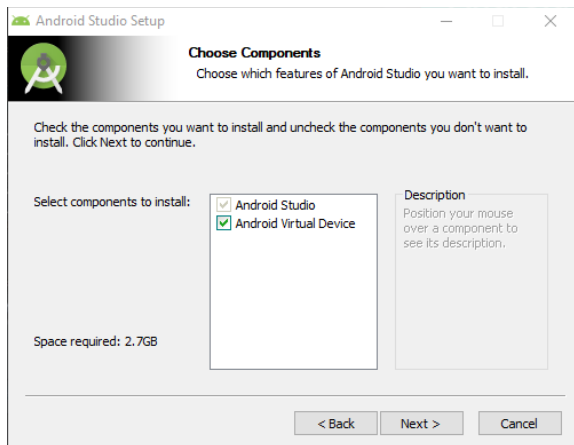 Android Studio Setup
Choose Components
Choose which features of Android Studio you want to install.
Check the components you want to install and uncheck the components you don't want to
install. Click Next to continue.
Select components to install:
Android Studio
Android Virtual Device
Description
Position your mouse
over a component to
see its description.
Space required: 2.7GB
< Back
Next >
Cancel